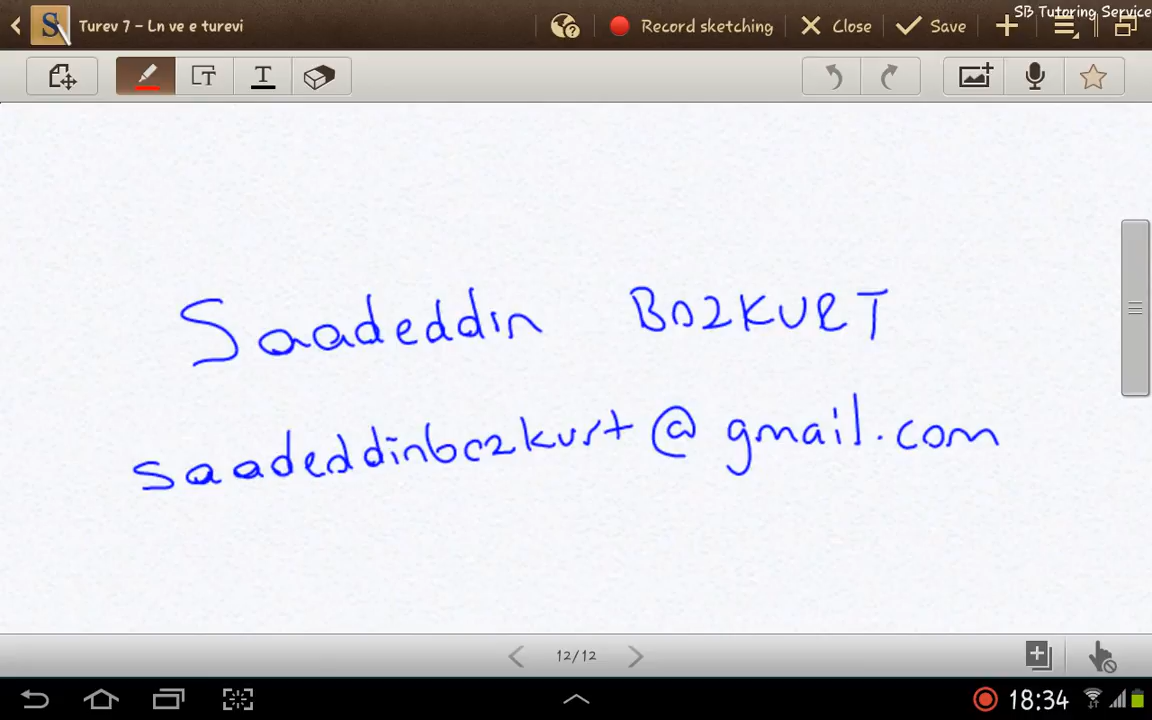 SB Tutoring Service
Turev 7 - Ln ve e turevi
Record sketching
Close
Save
Saadeddin BOZKURT
saadeddinbozkurt@gmail.com
12/12
18:34